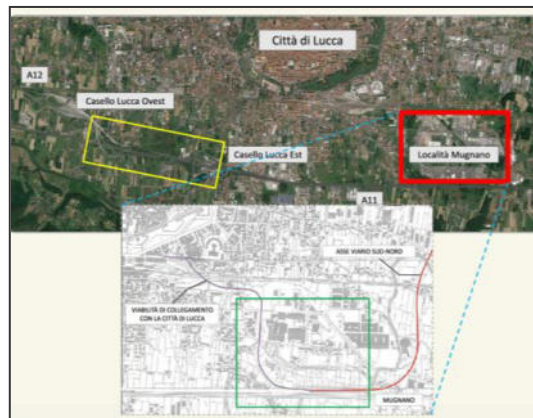 Città di Lucca
A12
Casello Lucca Ovest
Casello Lucca Est
Località Mugnano
A11
ASSE VIARIO SUD-NORD
VIABILITÀ DI COLLEGAMENTO
CON LA CITTÀ DI LUCCA
MUGNANO